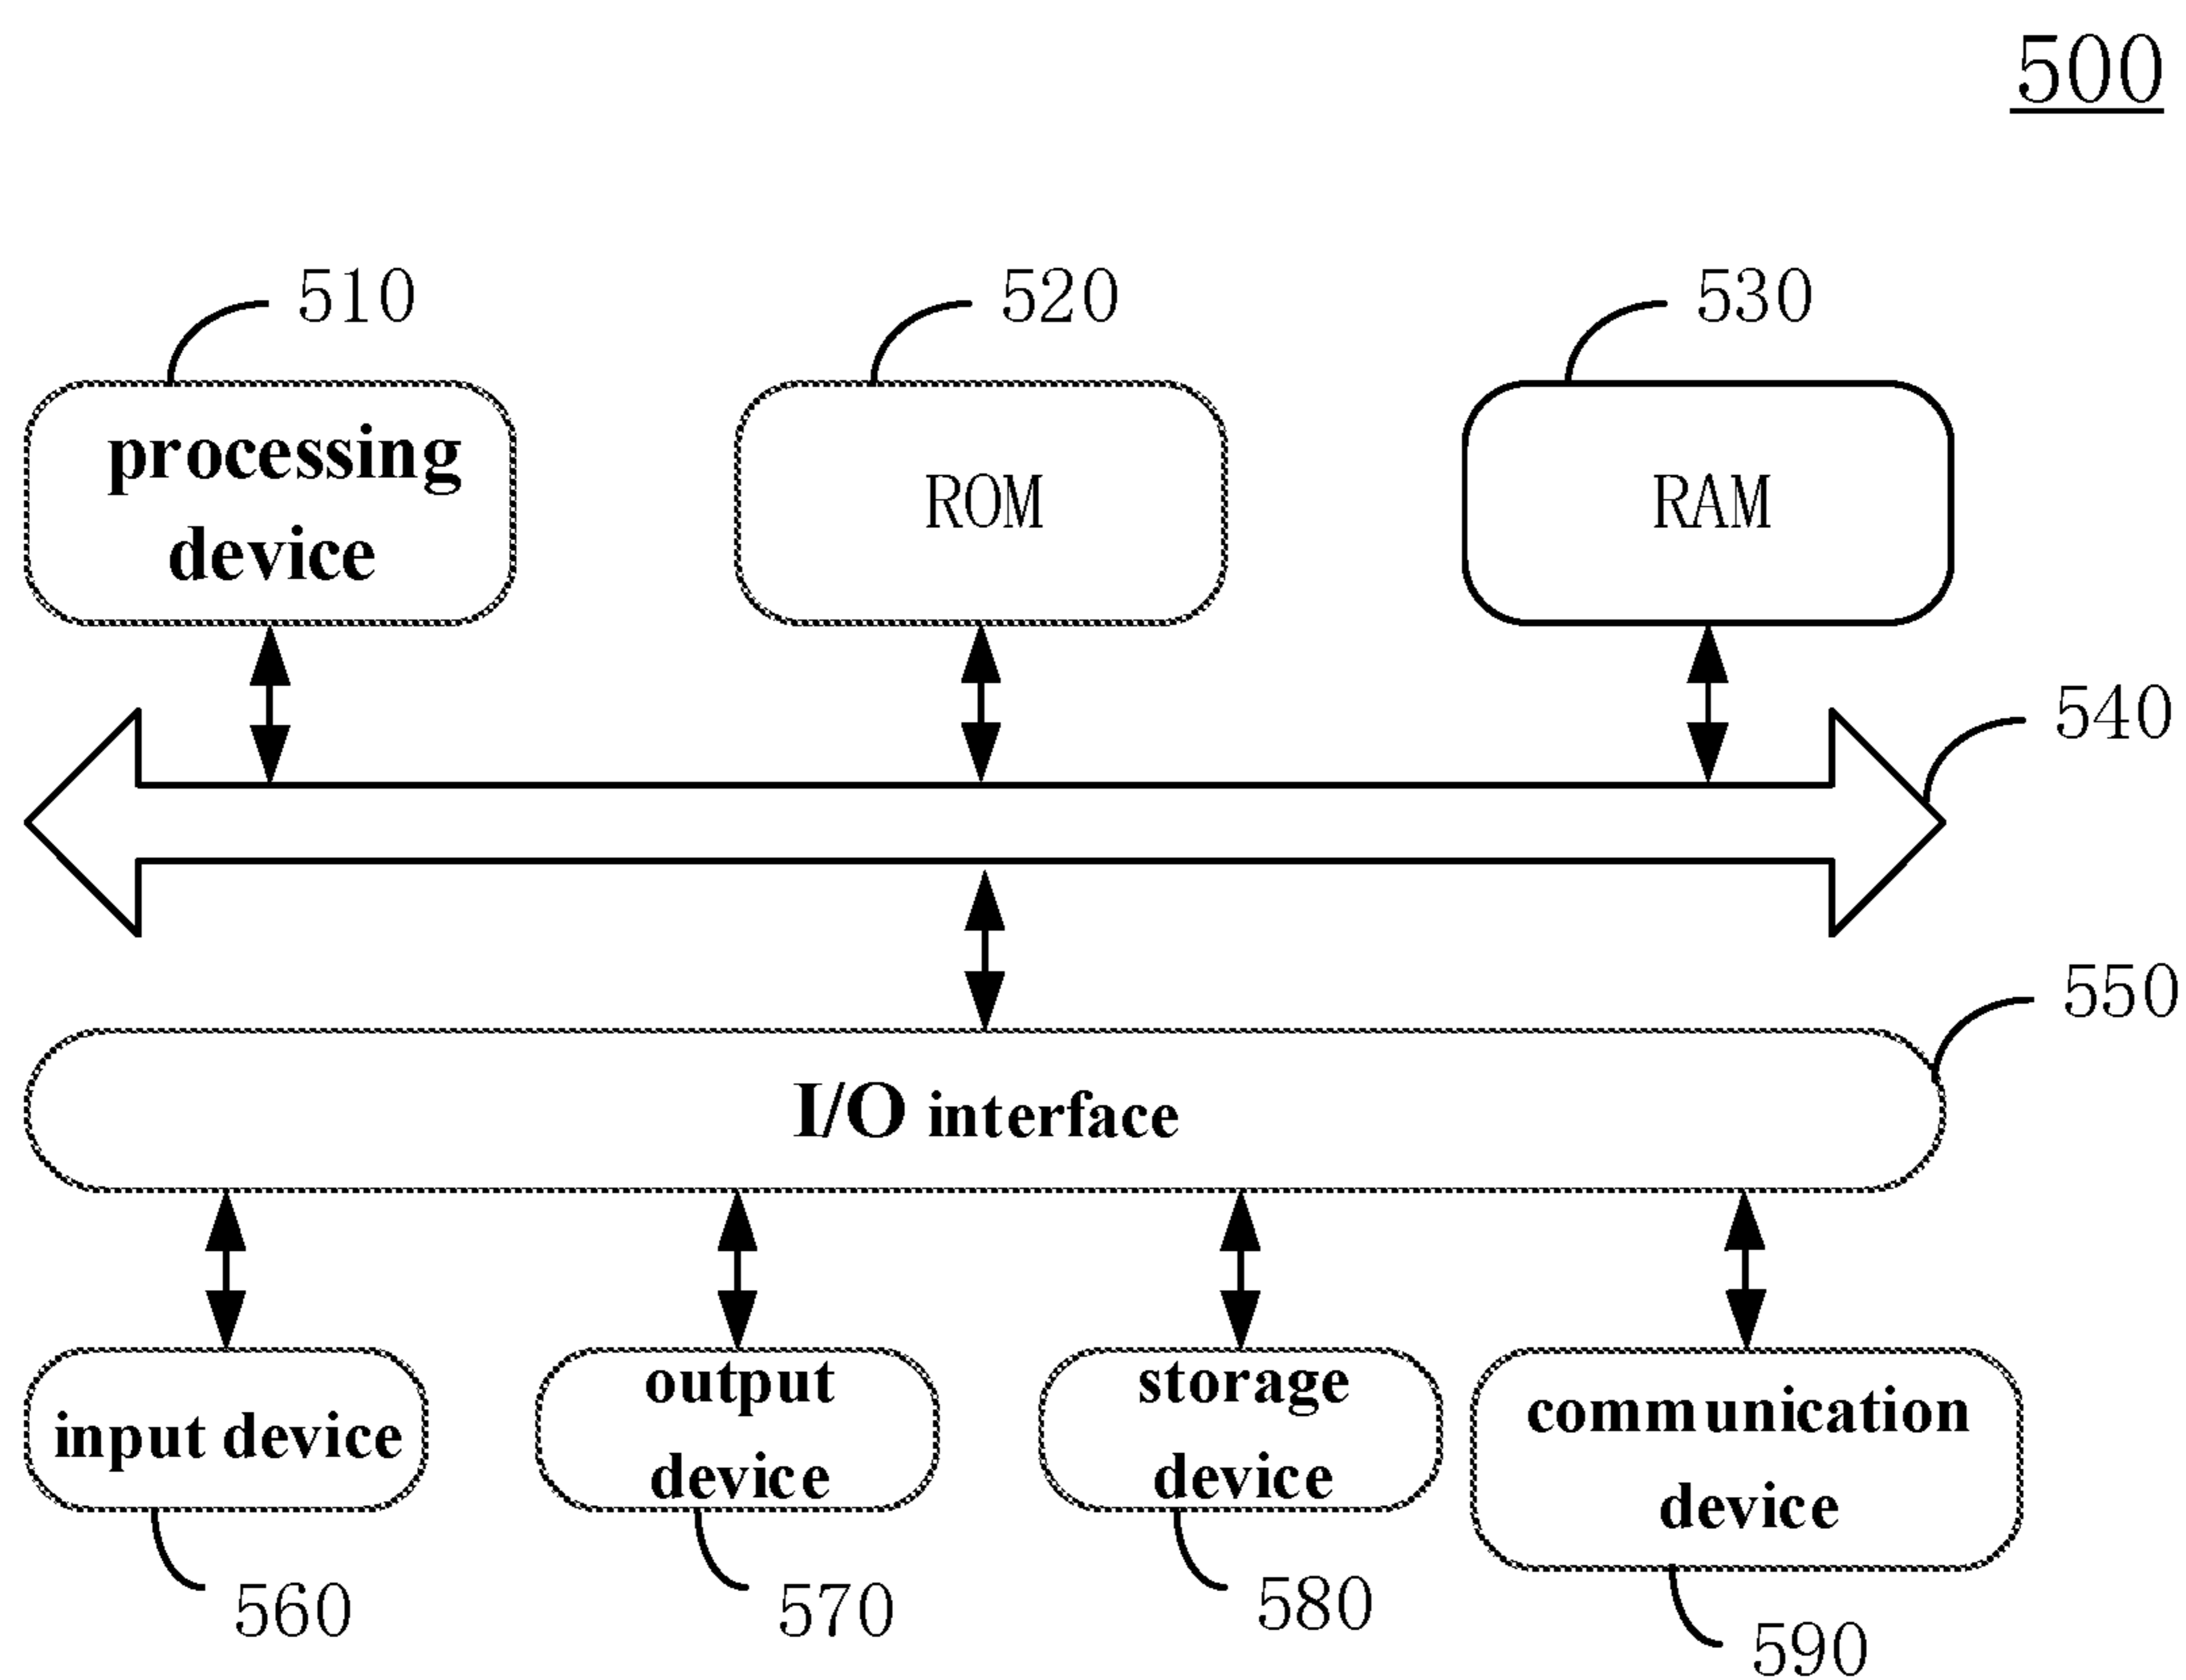 500
510
520
530
processing
device
ROM
RAM
540
550
I/O interface
input device
output
device
storage
device
communication
device
560
570
580
590